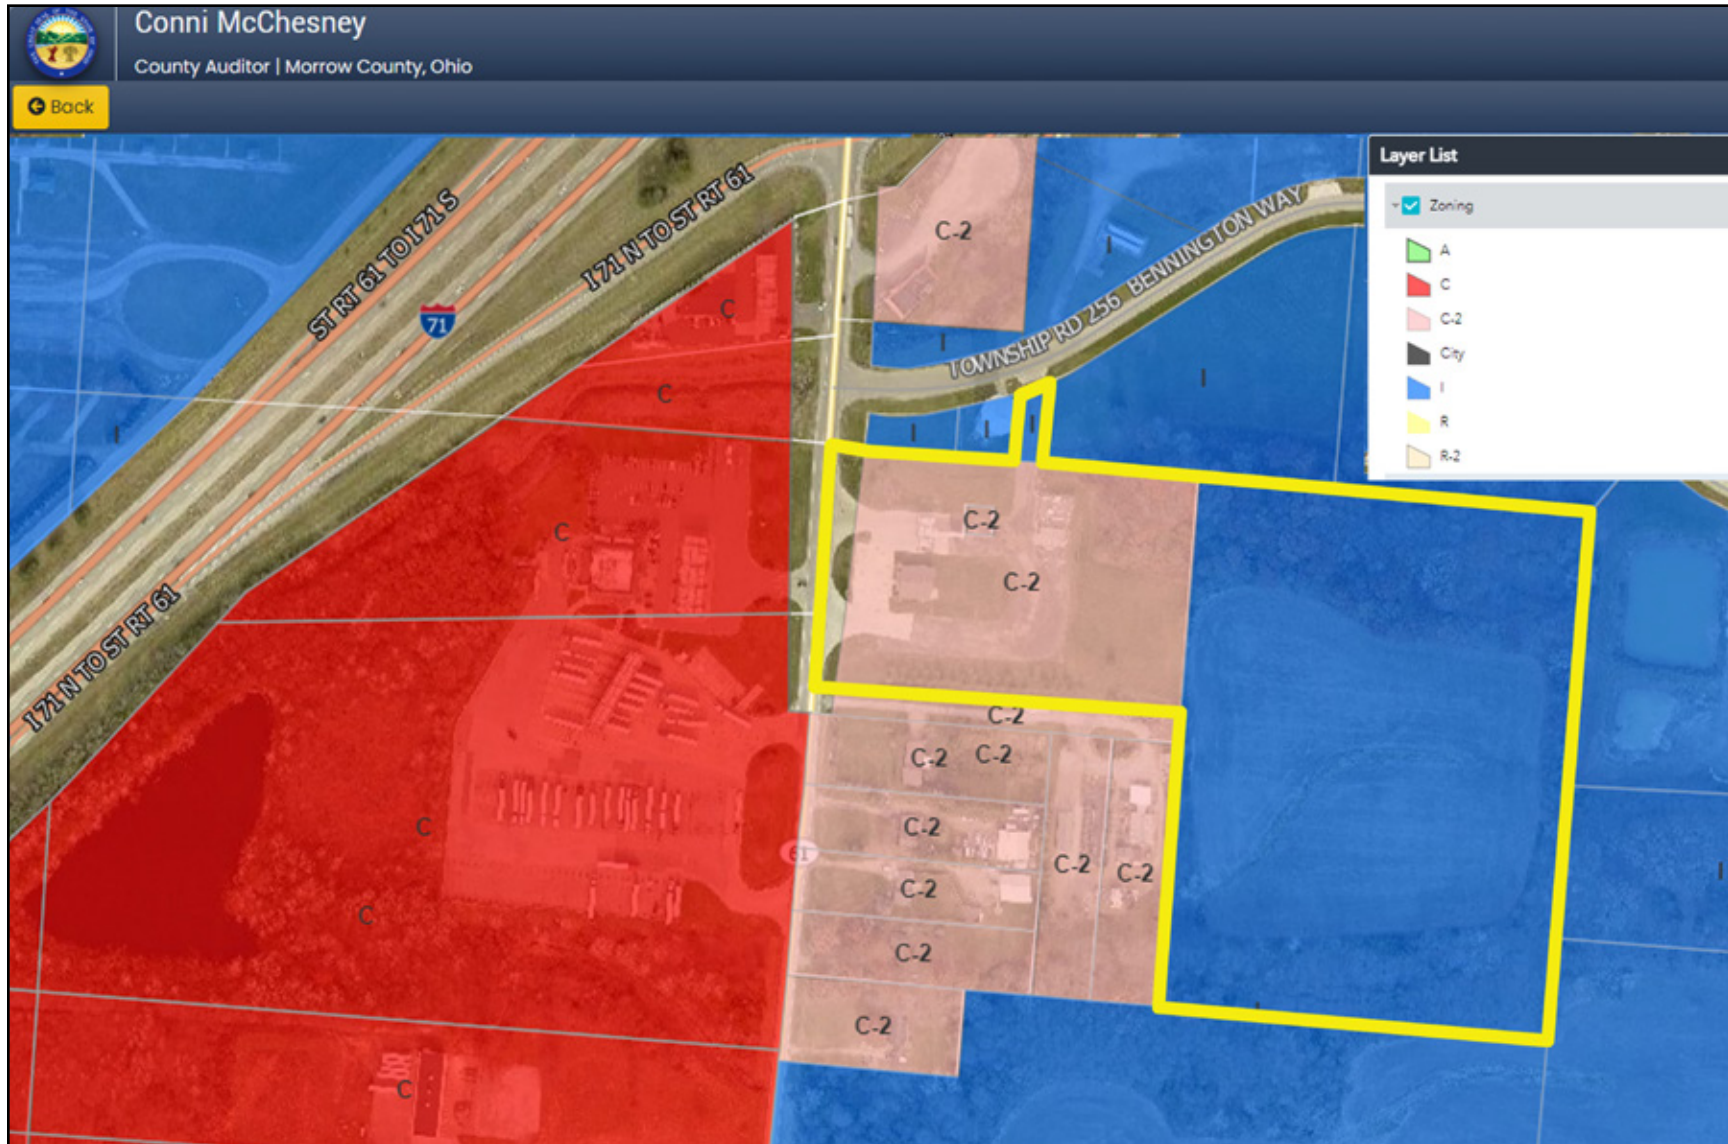 Conni McChesney
County Auditor | Morrow County, Ohio
Back
Layer List
Zoning
A
C
C-2
City
I
R
R-2
ST RT 61 TO I 71 S
I 71 N TO ST RT 61
71
I 71 N TO ST RT 61
TOWNSHIP RD 256 BENNINGTON WAY
C-2
I
C
I
I
C
I
I
I
I
C
C-2
C-2
C-2
C-2
C-2
C
C-2
61
C-2
C-2
I
C-2
C
C-2
I
C-2
C